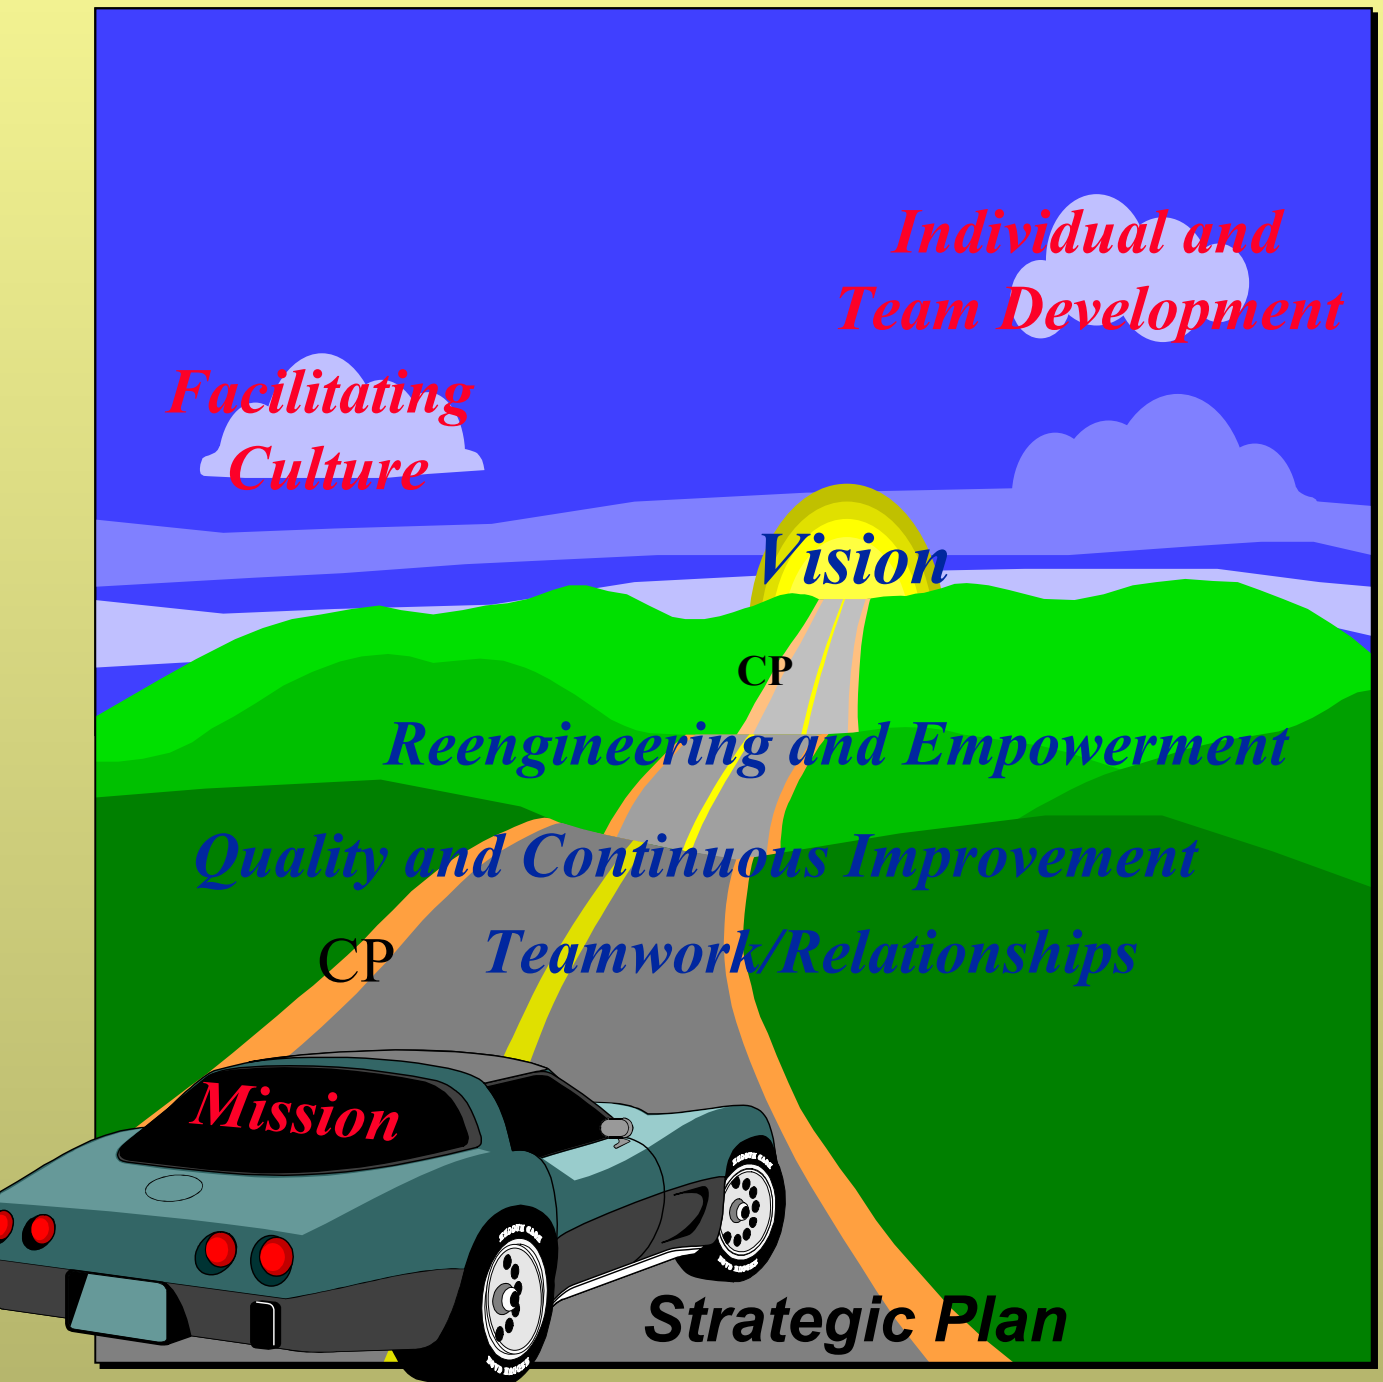 Individual and
Team Development
Facilitating
Culture
Vision
CP
Reengineering and Empowerment
Quality and Continuous Improvement
CP
Teamwork/Relationships
Mission
Strategic Plan